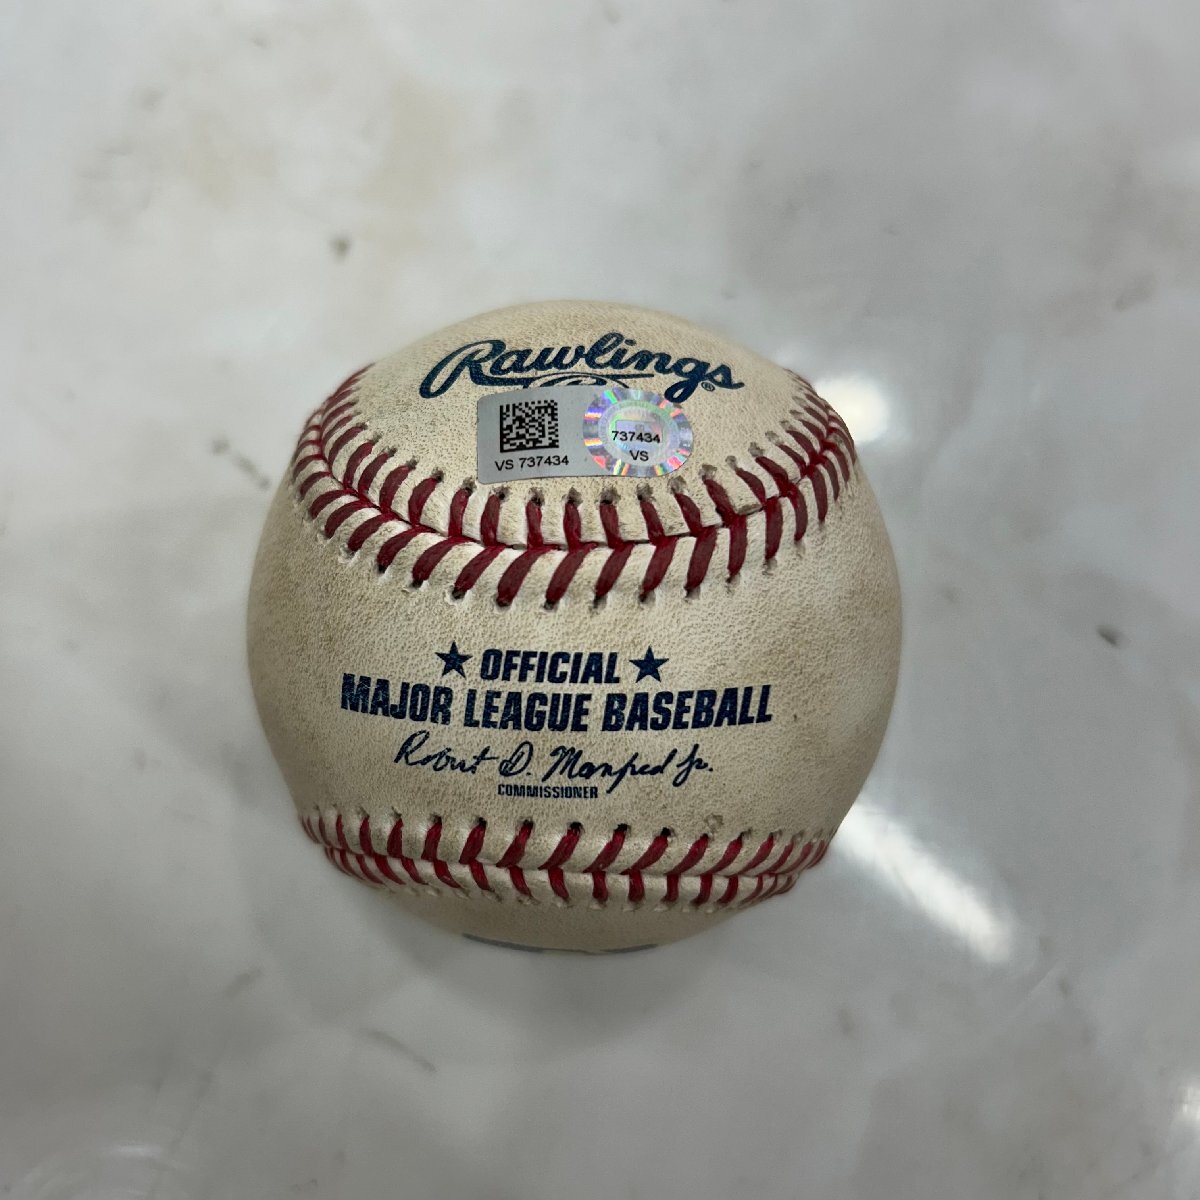 Rawlings®
VS 737434
737434
VS
★ OFFICIAL ★
MAJOR LEAGUE BASEBALL
Robert D. Manfred Jr.
COMMISSIONER